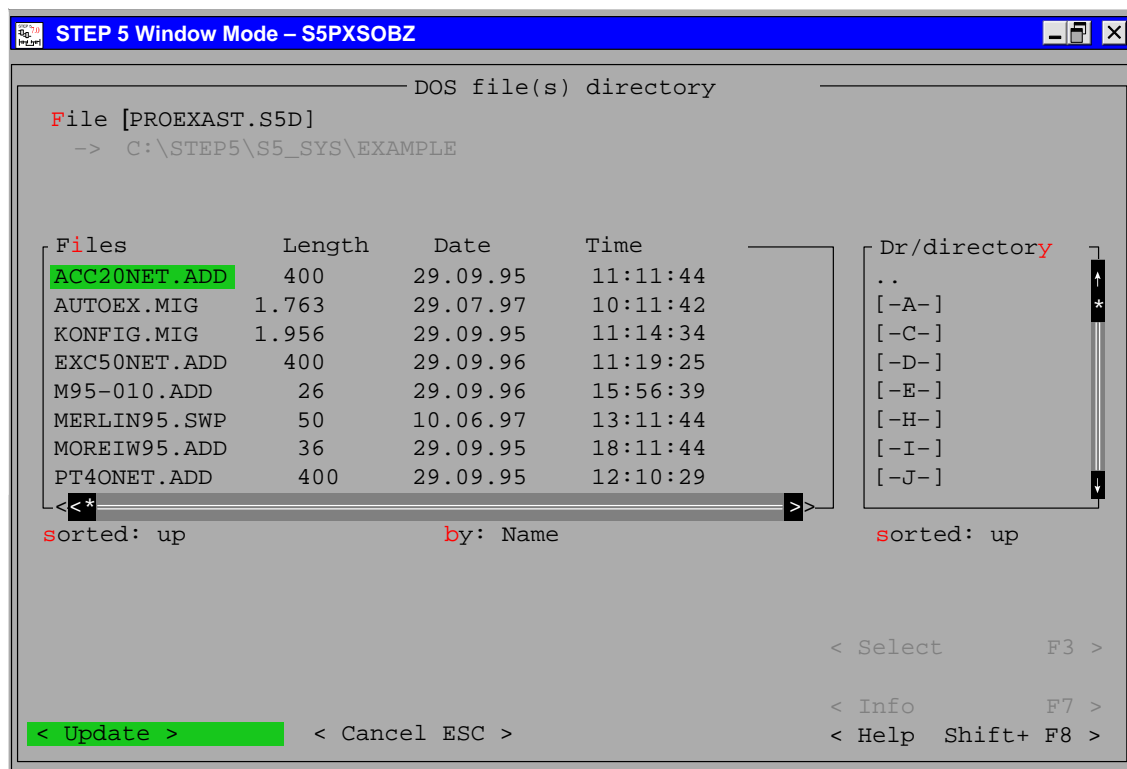 STEP 5 Window Mode – S5PXSOBZ
DOS file(s) directory
File [PROEXAST.S5D]
–> C:\STEP5\S5_SYS\EXAMPLE
Files Length Date Time Dr/directory
ACC20NET.ADD 400 29.09.95 11:11:44 ..
AUTOEX.MIG 1.763 29.07.97 10:11:42 [–A–]
KONFIG.MIG 1.956 29.09.95 11:14:34 [–C–]
EXC50NET.ADD 400 29.09.96 11:19:25 [–D–]
M95–010.ADD 26 29.09.96 15:56:39 [–E–]
MERLIN95.SWP 50 10.06.97 13:11:44 [–H–]
MOREIW95.ADD 36 29.09.95 18:11:44 [–I–]
PT4ONET.ADD 400 29.09.95 12:10:29 [–J–]
<<* >>
sorted: up by: Name sorted: up
< Select F3 >
< Info F7 >
< Update > < Cancel ESC > < Help Shift+ F8 >